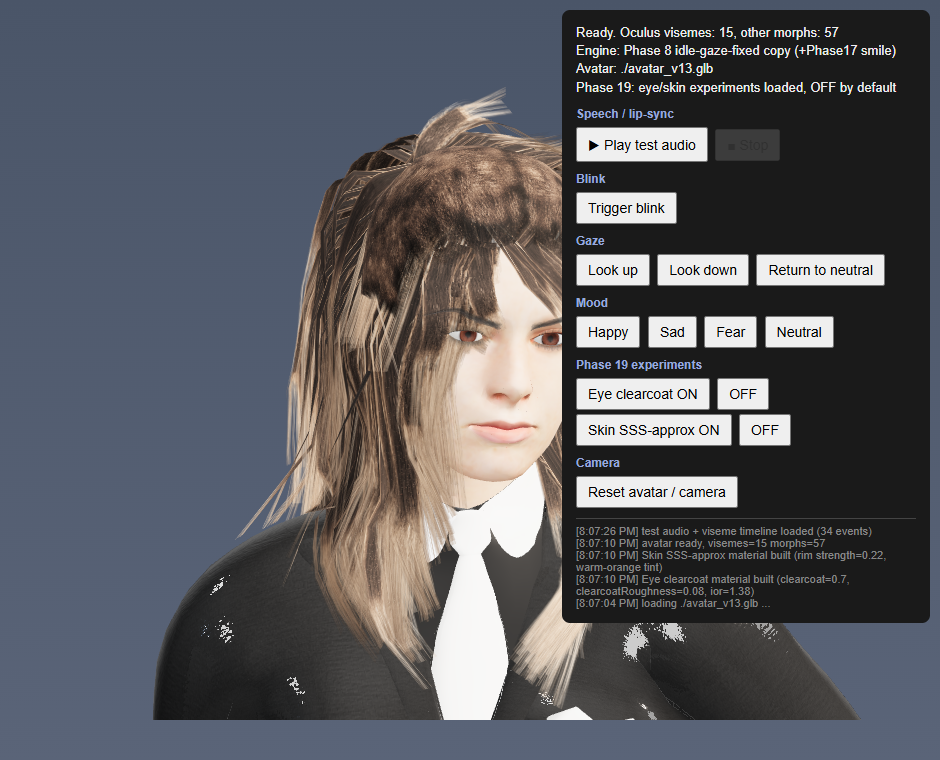 Ready. Oculus visemes: 15, other morphs: 57
Engine: Phase 8 idle-gaze-fixed copy (+Phase17 smile)
Avatar: ./avatar_v13.glb
Phase 19: eye/skin experiments loaded, OFF by default
Speech / lip-sync
▶ Play test audio ■ Stop
Blink
Trigger blink
Gaze
Look up Look down Return to neutral
Mood
Happy Sad Fear Neutral
Phase 19 experiments
Eye clearcoat ON OFF
Skin SSS-approx ON OFF
Camera
Reset avatar / camera
[8:07:26 PM] test audio + viseme timeline loaded (34 events)
[8:07:10 PM] avatar ready, visemes=15 morphs=57
[8:07:10 PM] Skin SSS-approx material built (rim strength=0.22,
warm-orange tint)
[8:07:10 PM] Eye clearcoat material built (clearcoat=0.7,
clearcoatRoughness=0.08, ior=1.38)
[8:07:04 PM] loading ./avatar_v13.glb ...